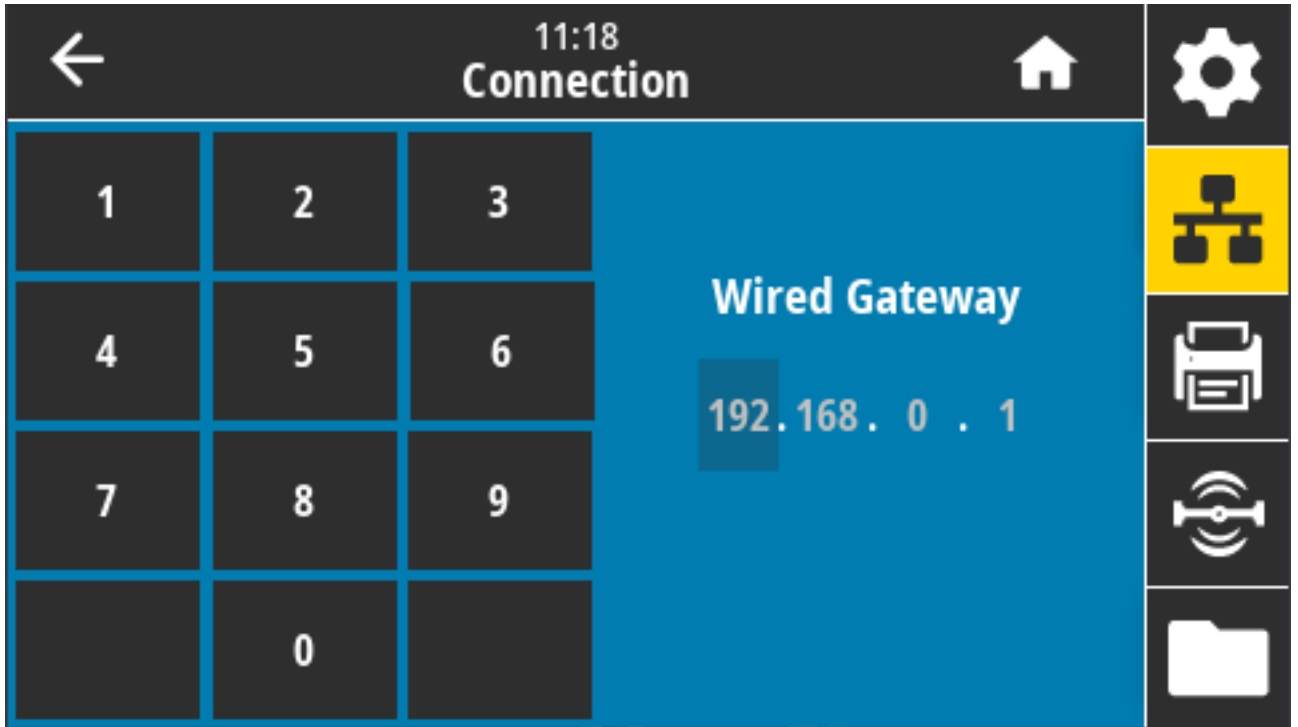 11:18
Connection
1 2 3
4 5 6
7 8 9
0
Wired Gateway
192.168. 0 . 1